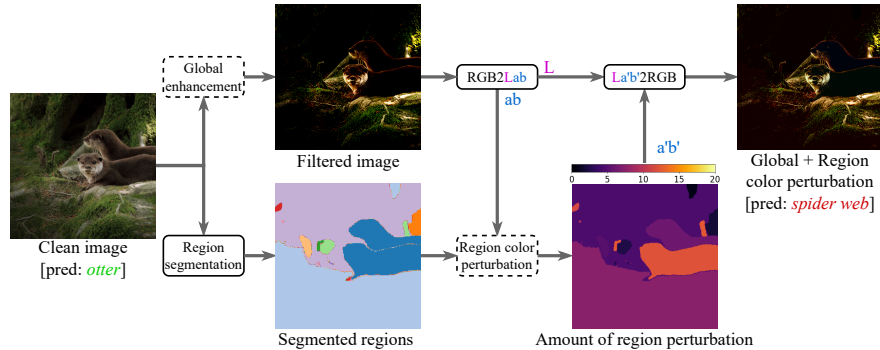 Global
enhancement
Filtered image
RGB2Lab
L
ab
La'b'2RGB
a'b'
0 5 10 15 20
Global + Region
color perturbation
[pred: spider web]
Clean image
[pred: otter]
Region
segmentation
Segmented regions
Region color
perturbation
Amount of region perturbation